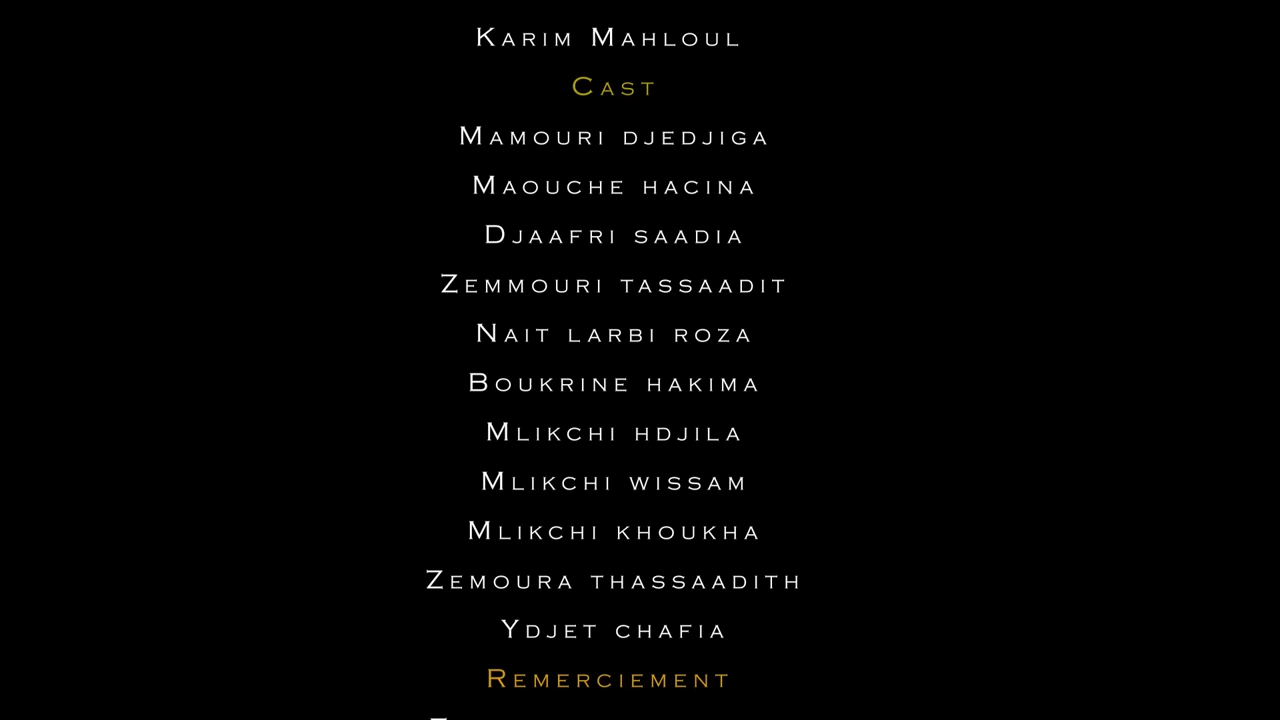 Karim Mahloul
Cast
Mamouri djedjiga
Maouche hacina
Djaafri saadia
Zemmouri tassaadit
Nait larbi roza
Boukrine hakima
Mlikchi hdjila
Mlikchi wissam
Mlikchi khoukha
Zemoura thassaadith
Ydjet chafia
Remerciement